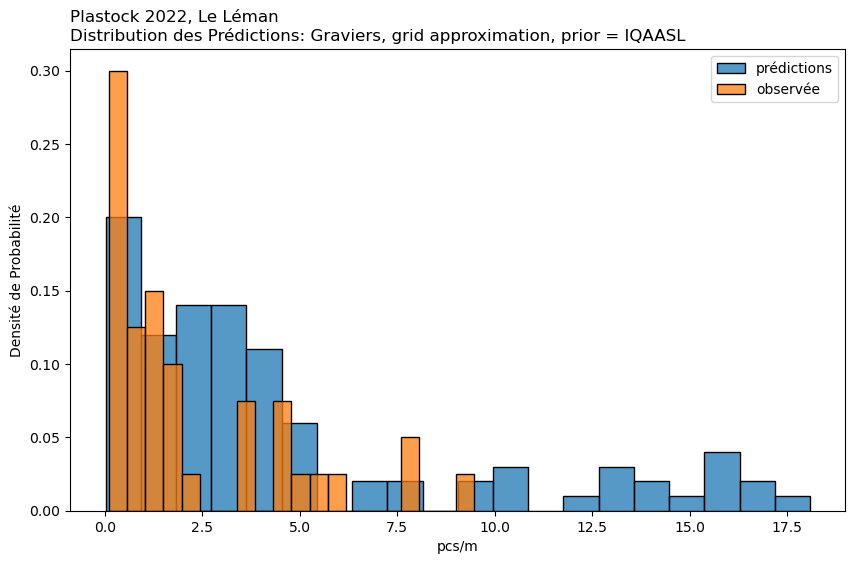 Plastock 2022, Le Léman
Distribution des Prédictions: Graviers, grid approximation, prior = IQAASL
prédictions
observée
Densité de Probabilité
0.30
0.25
0.20
0.15
0.10
0.05
0.00
0.0 2.5 5.0 7.5 10.0 12.5 15.0 17.5
pcs/m